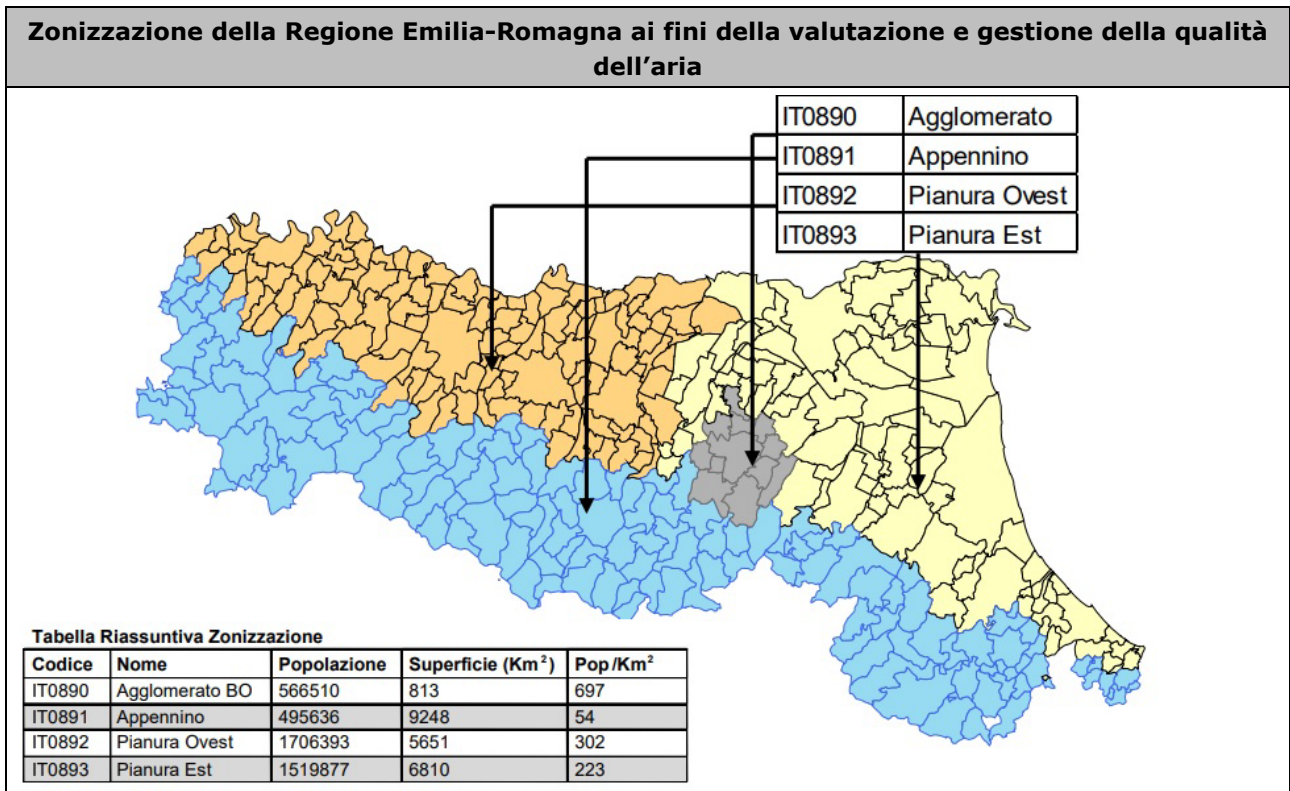 Zonizzazione della Regione Emilia-Romagna ai fini della valutazione e gestione della qualità
dell'aria
IT0890 Agglomerato
IT0891 Appennino
IT0892 Pianura Ovest
IT0893 Pianura Est
Tabella Riassuntiva Zonizzazione
Codice Nome Popolazione Superficie (Km²) Pop/Km²
IT0890 Agglomerato BO 566510 813 697
IT0891 Appennino 495636 9248 54
IT0892 Pianura Ovest 1706393 5651 302
IT0893 Pianura Est 1519877 6810 223